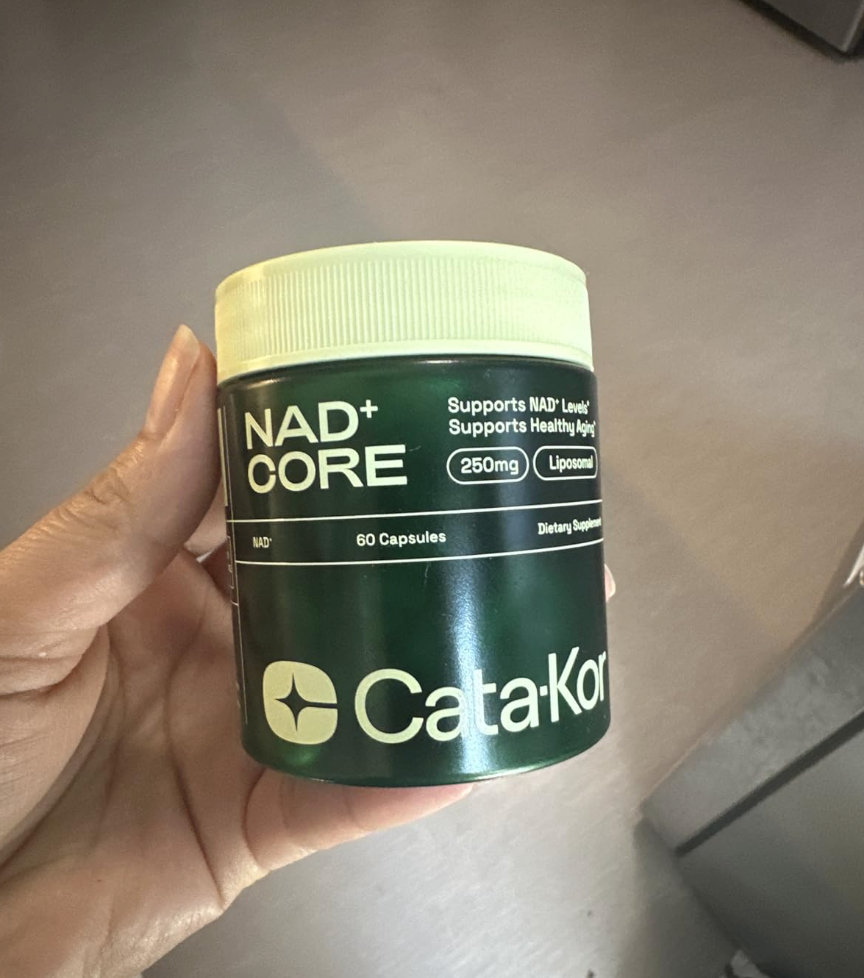 NAD⁺
CORE
Supports NAD⁺ Levels*
Supports Healthy Aging*
250mg
Liposomal
NAD⁺
60 Capsules
Dietary Supplement
Cata·Kor